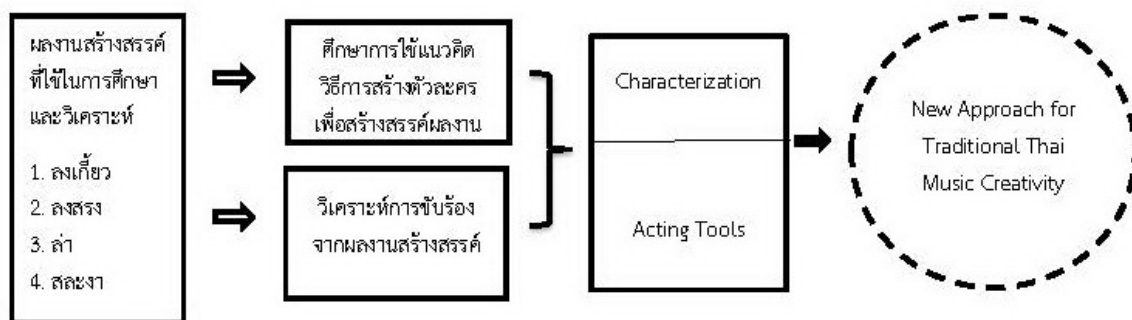 ผลงานสร้างสรรค์
ที่ใช้ในการศึกษา
และวิเคราะห์
1. ลงเกี้ยว
2. ลงสรง
3. ล่า
4. สละงา
ศึกษาการใช้แนวคิด
วิธีการสร้างตัวละคร
เพื่อสร้างสรรค์ผลงาน
วิเคราะห์การขับร้อง
จากผลงานสร้างสรรค์
Characterization
Acting Tools
New Approach for
Traditional Thai
Music Creativity